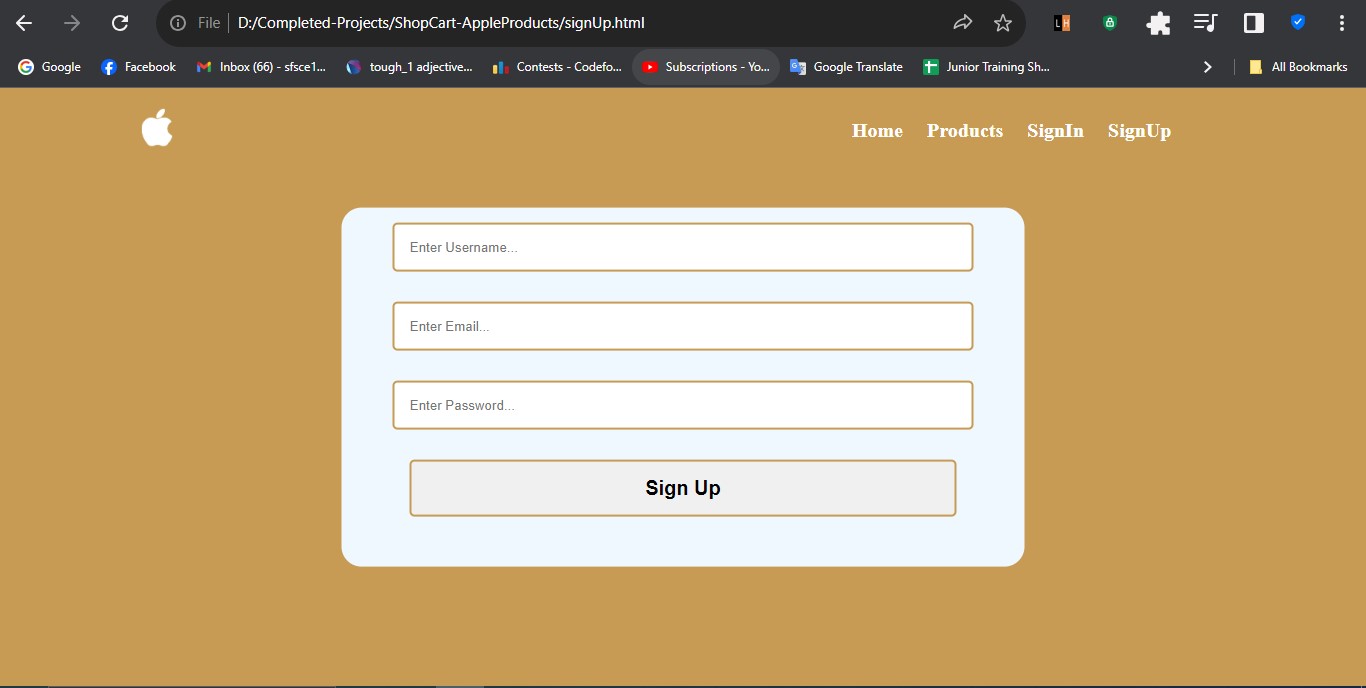 File D:/Completed-Projects/ShopCart-AppleProducts/signUp.html
L H
Google Facebook Inbox (66) - sfsce1... tough_1 adjective... Contests - Codefo... Subscriptions - Yo... Google Translate Junior Training Sh... All Bookmarks
Home Products SignIn SignUp
Enter Username...
Enter Email...
Enter Password...
Sign Up